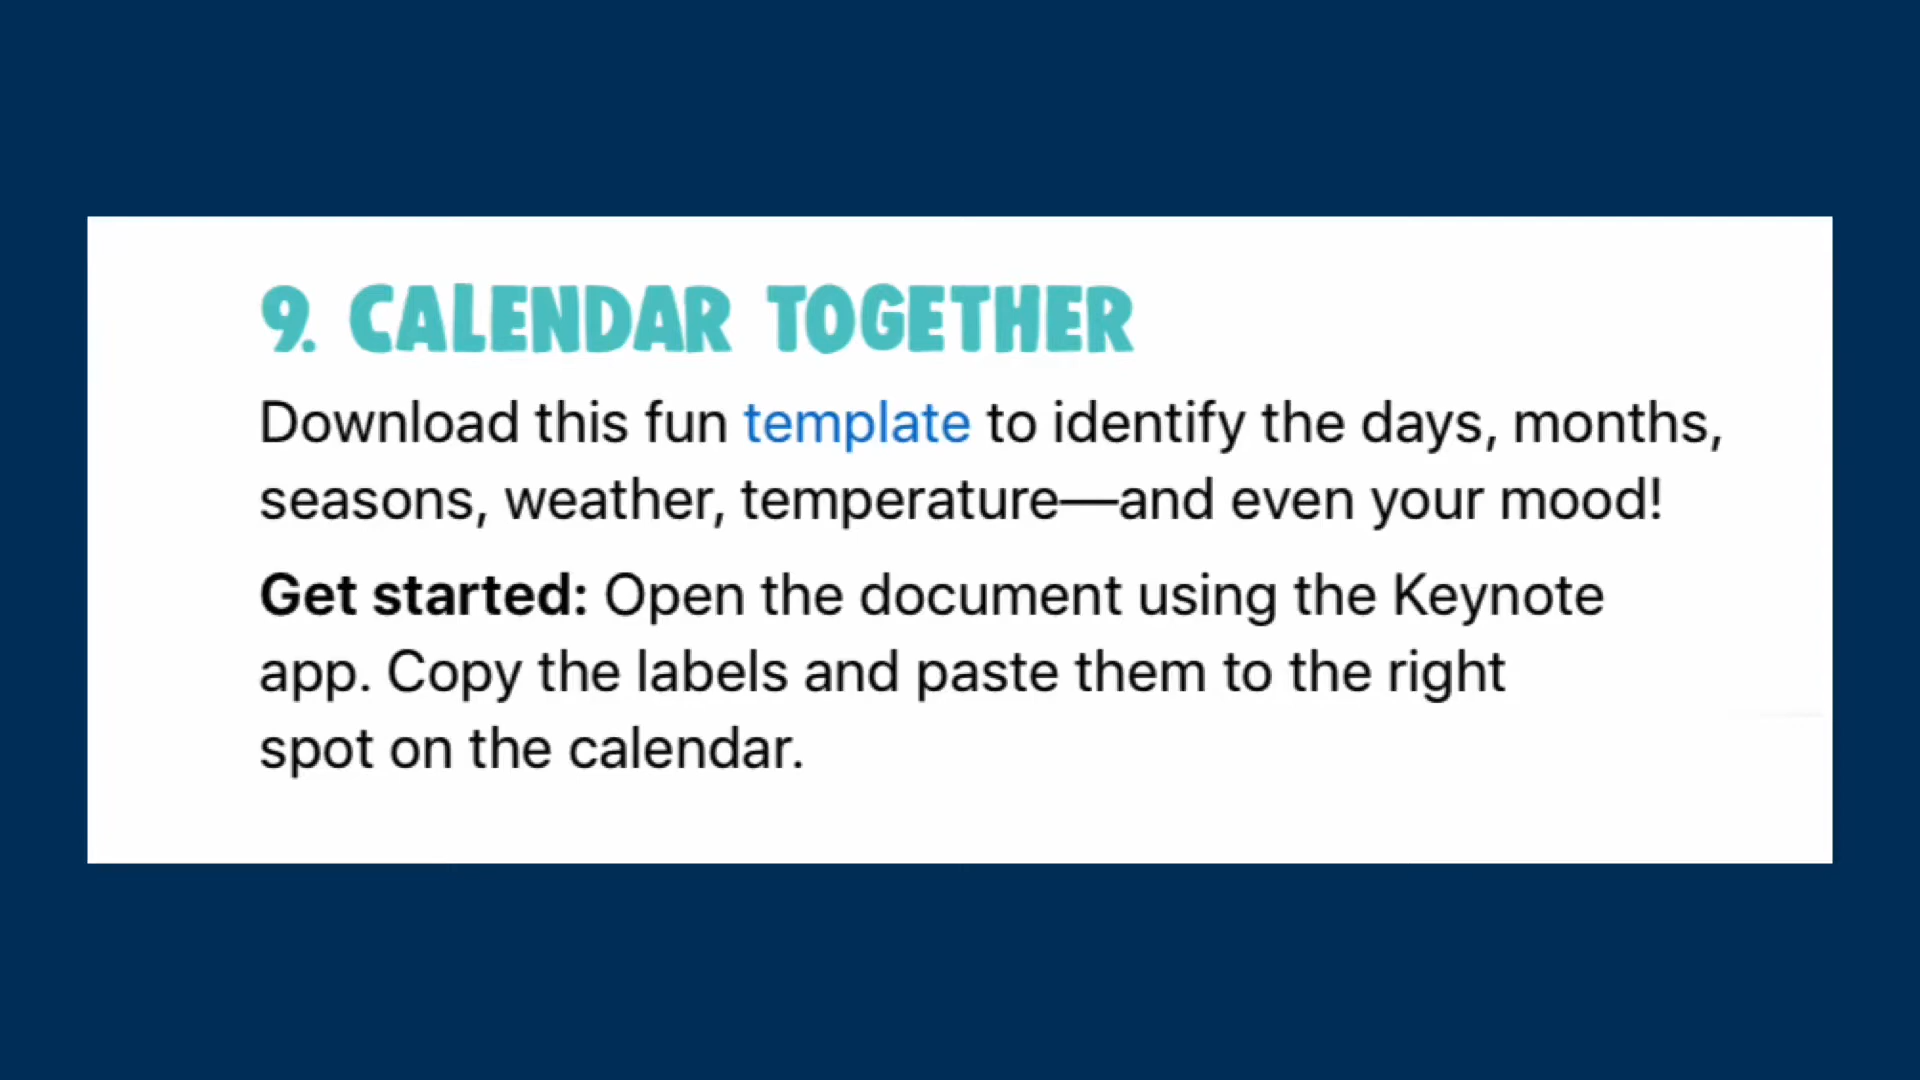 9. CALENDAR TOGETHER
Download this fun template to identify the days, months,
seasons, weather, temperature—and even your mood!
Get started: Open the document using the Keynote
app. Copy the labels and paste them to the right
spot on the calendar.